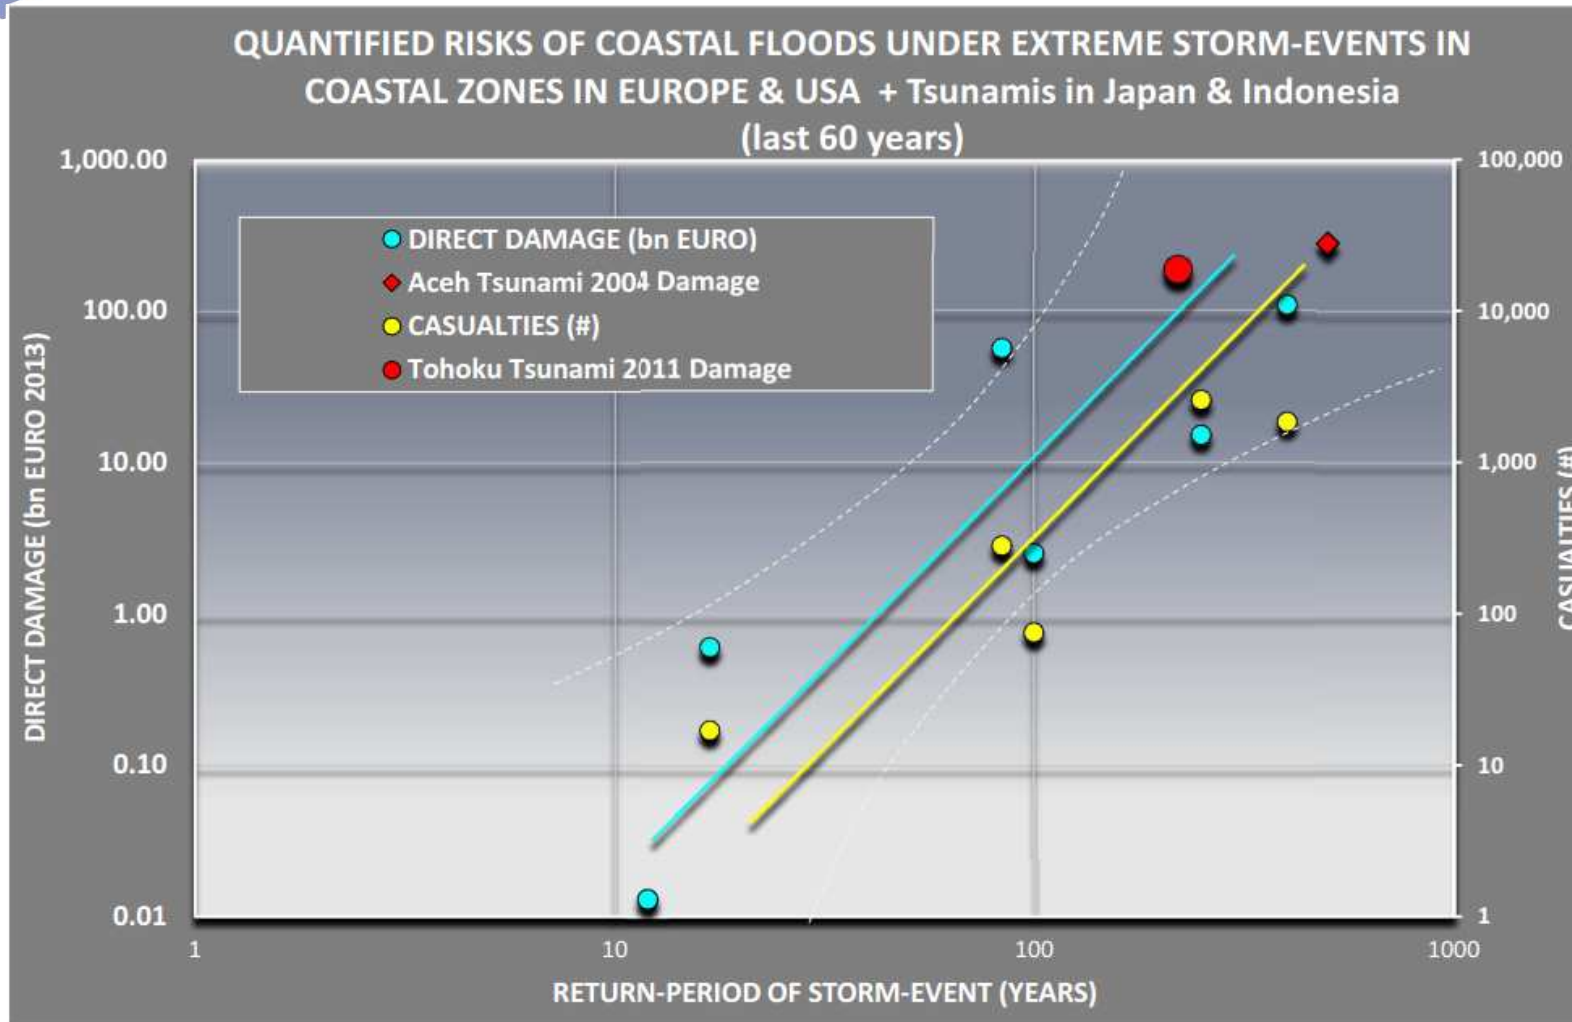 QUANTIFIED RISKS OF COASTAL FLOODS UNDER EXTREME STORM-EVENTS IN
COASTAL ZONES IN EUROPE & USA + Tsunamis in Japan & Indonesia
(last 60 years)
1,000.00
100.00
10.00
1.00
0.10
0.01
DIRECT DAMAGE (bn EURO 2013)
DIRECT DAMAGE (bn EURO)
Aceh Tsunami 2004 Damage
CASUALTIES (#)
Tohoku Tsunami 2011 Damage
100,000
10,000
1,000
100
10
1
CASUALTIES (#)
1
10
100
1000
RETURN-PERIOD OF STORM-EVENT (YEARS)